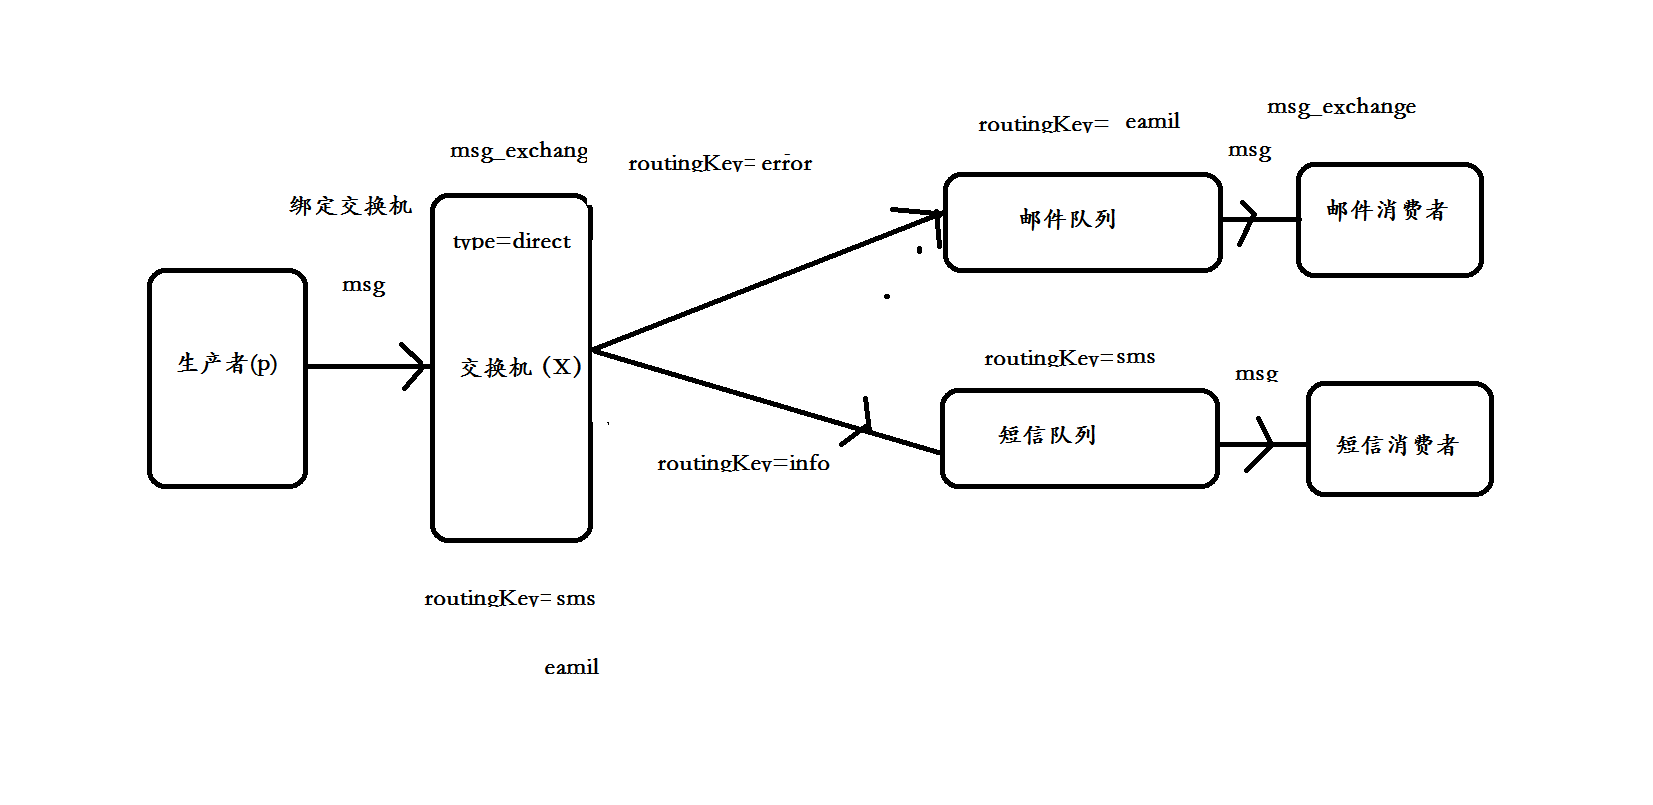 msg_exchange
routingKey= eamil
msg
msg_exchang
routingKey= error
绑定交换机
邮件队列
邮件消费者
type=direct
msg
生产者(p)
交换机（X）
routingKey=sms
msg
短信队列
短信消费者
routingKey=info
routingKey= sms
eamil